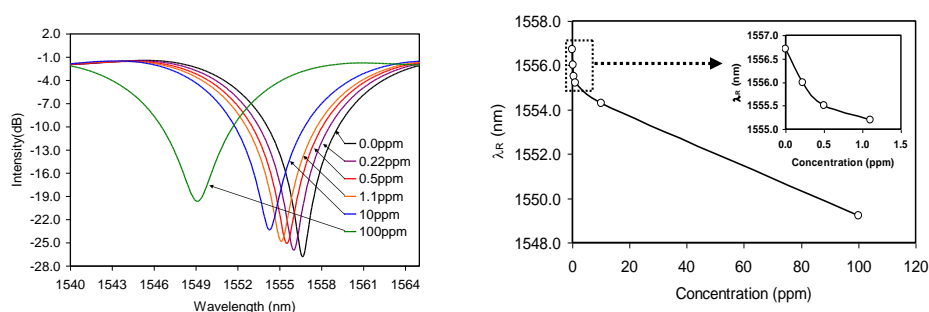 2.0
-1.0
-4.0
-7.0
-10.0
-13.0
-16.0
-19.0
-22.0
-25.0
-28.0
Intensity(dB)
1540 1543 1546 1549 1552 1555 1558 1561 1564
Wavelength (nm)
0.0ppm
0.22ppm
0.5ppm
1.1ppm
10ppm
100ppm
1558.0
1556.0
1554.0
1552.0
1550.0
1548.0
λR (nm)
0 20 40 60 80 100 120
Concentration (ppm)
1557.0
1556.5
1556.0
1555.5
1555.0
λR (nm)
0.0 0.5 1.0 1.5
Concentration (ppm)